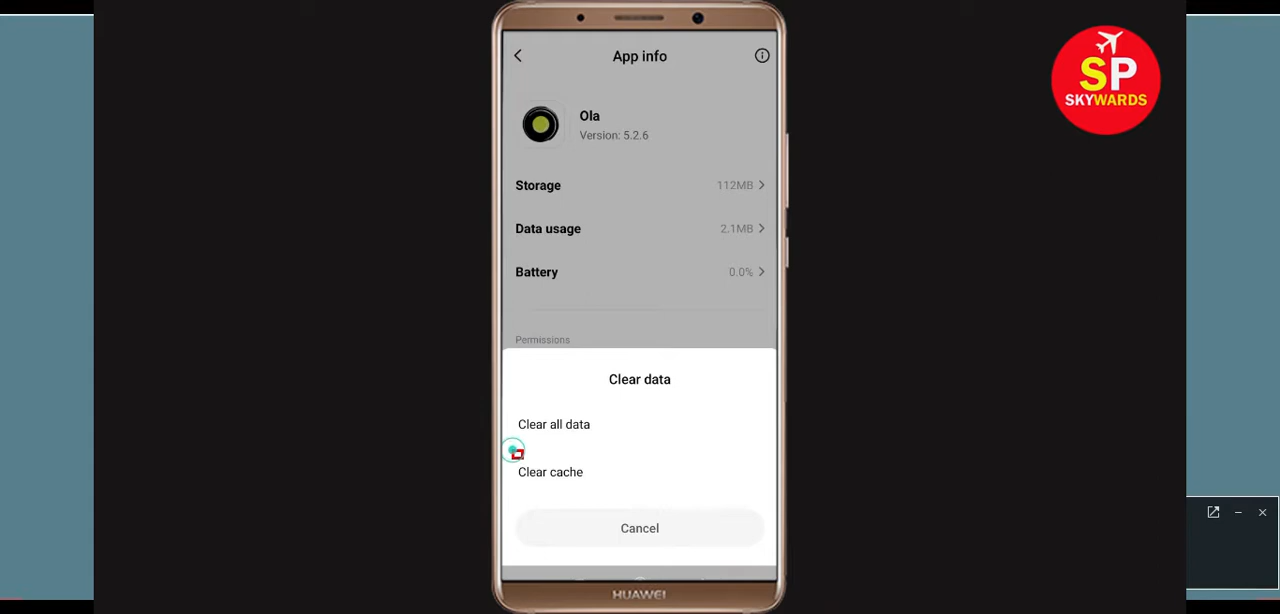 App info
Ola
Version: 5.2.6
Storage 112MB
Data usage 2.1MB
Battery 0.0%
Permissions
Clear data
Clear all data
Clear cache
Cancel
HUAWEI
SP
SKYWARDS